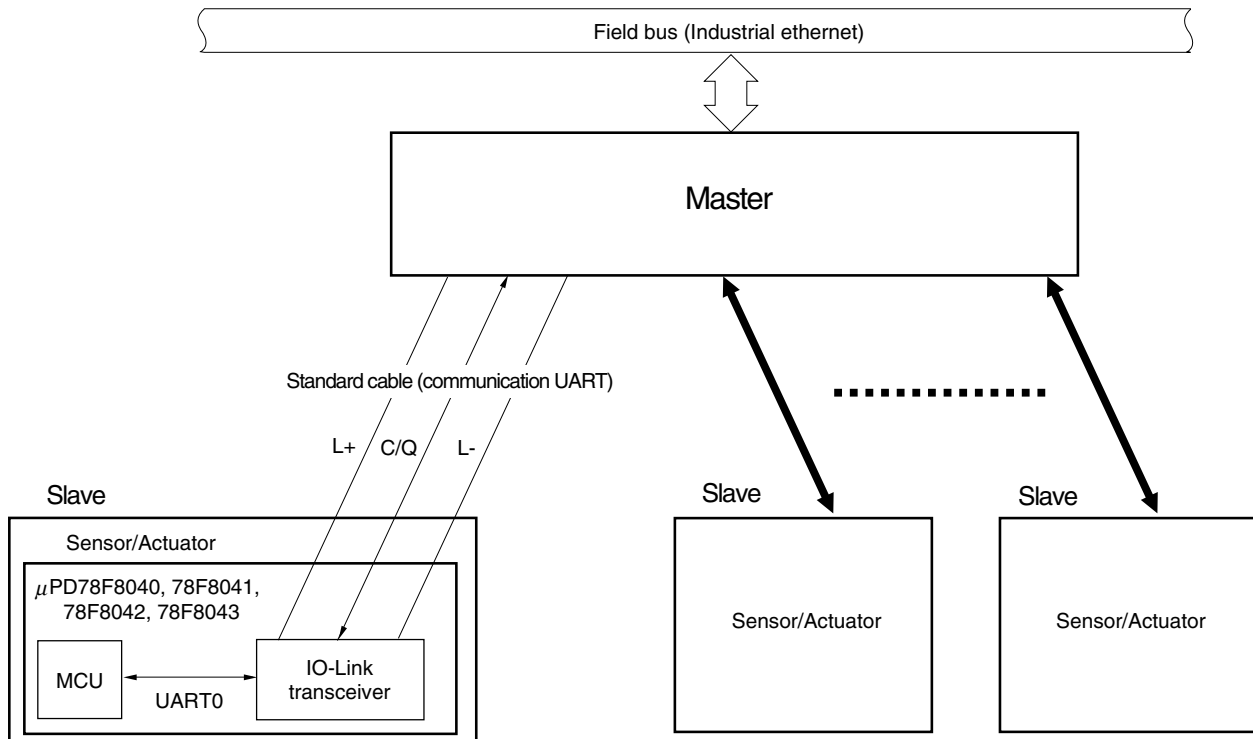 Field bus (Industrial ethernet)
Master
Standard cable (communication UART)
L+
C/Q
L-
Slave
Sensor/Actuator
μPD78F8040, 78F8041,
78F8042, 78F8043
MCU
UART0
IO-Link
transceiver
Slave
Sensor/Actuator
Slave
Sensor/Actuator